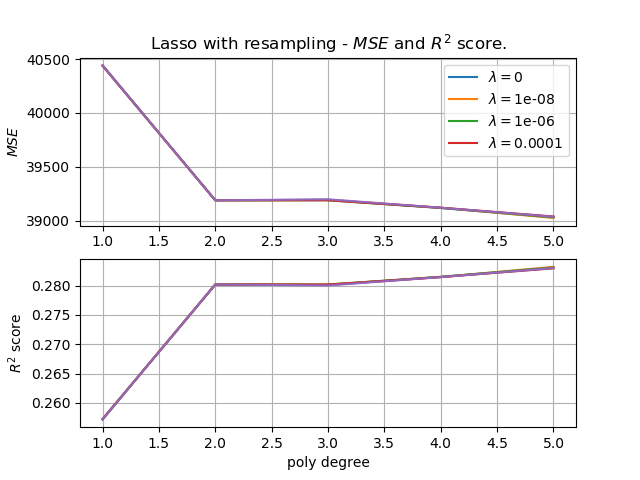 Lasso with resampling - MSE and R² score.
40500
40000
39500
39000
MSE
λ = 0
λ = 1e-08
λ = 1e-06
λ = 0.0001
1.0 1.5 2.0 2.5 3.0 3.5 4.0 4.5 5.0
0.280
0.275
0.270
0.265
0.260
R² score
1.0 1.5 2.0 2.5 3.0 3.5 4.0 4.5 5.0
poly degree